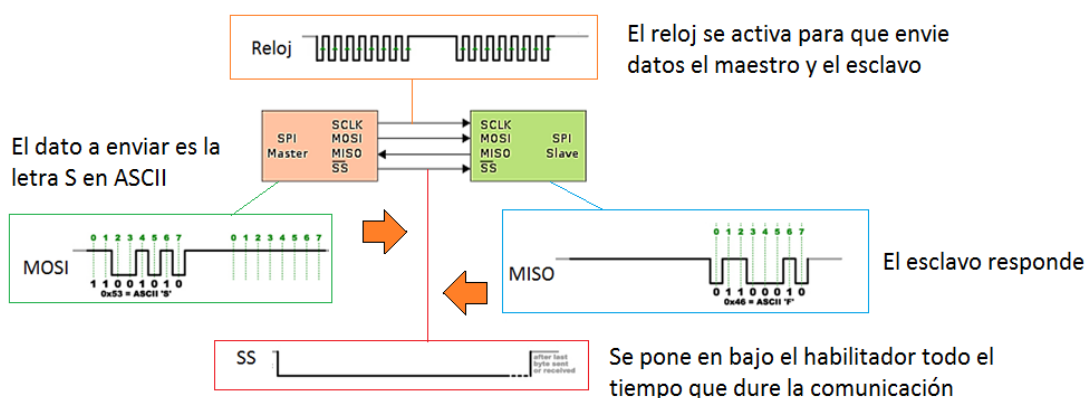 Reloj
El reloj se activa para que envie
datos el maestro y el esclavo
El dato a enviar es la
letra S en ASCII
SPI
Master
SCLK
MOSI
MISO
SS
SCLK
MOSI
MISO
SS
SPI
Slave
MOSI
0 1 2 3 4 5 6 7
0 1 2 3 4 5 6 7
1 1 0 0 1 0 1 0
0x53 = ASCII 'S'
MISO
0 1 2 3 4 5 6 7
0 1 1 0 0 0 1 0
0x46 = ASCII 'F'
El esclavo responde
SS
after last
byte sent
or received
Se pone en bajo el habilitador todo el
tiempo que dure la comunicación